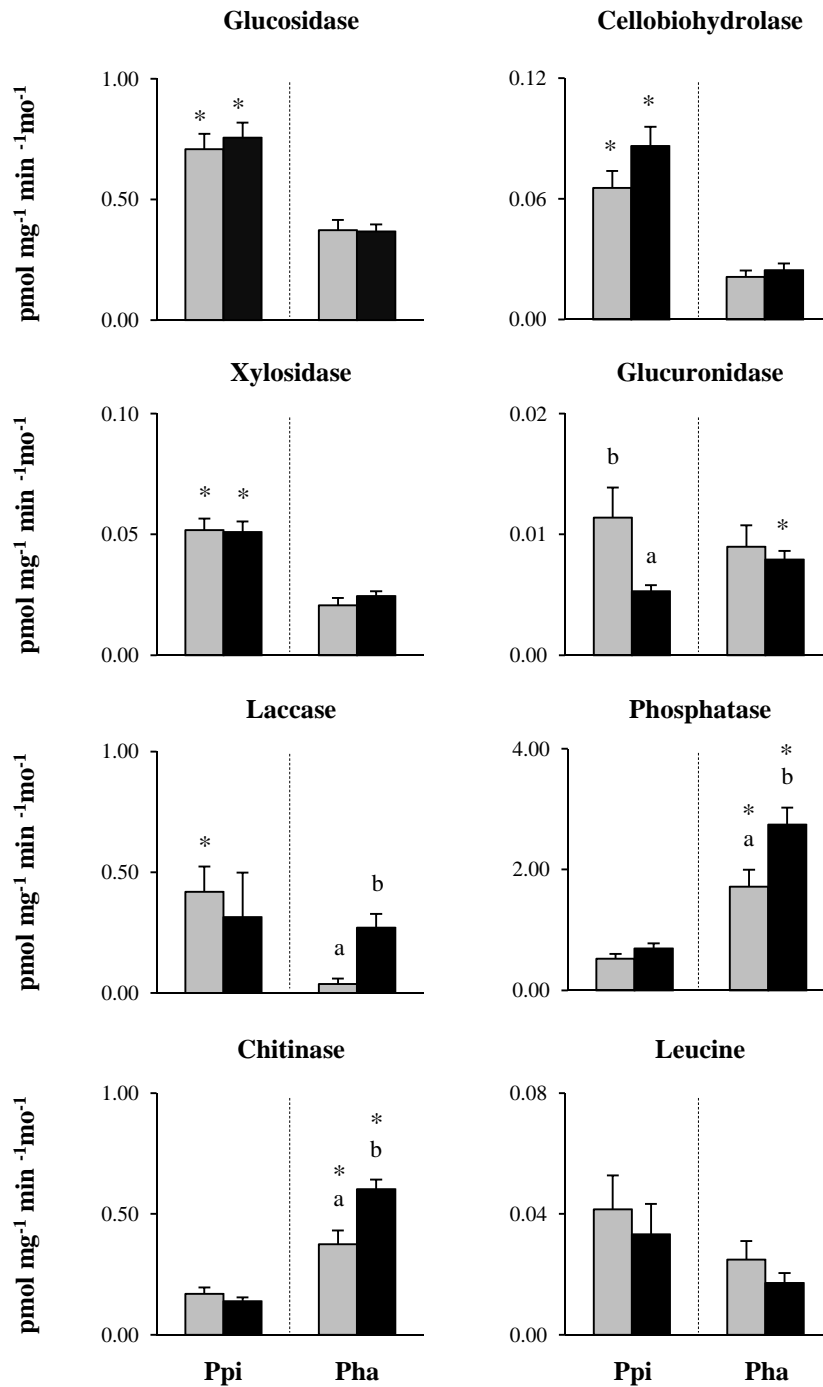 Glucosidase
Cellobiohydrolase
pmol mg-1 min -1mo-1
1.00
0.50
0.00
* *
0.12
0.06
0.00
* *
Xylosidase
Glucuronidase
pmol mg-1 min -1mo-1
0.10
0.05
0.00
* *
0.02
0.01
0.00
b
a
*
Laccase
Phosphatase
pmol mg-1 min -1mo-1
1.00
0.50
0.00
*
a
b
4.00
2.00
0.00
*
a
*
b
Chitinase
Leucine
pmol mg-1 min -1mo-1
1.00
0.50
0.00
*
a
*
b
0.08
0.04
0.00
Ppi Pha
Ppi Pha